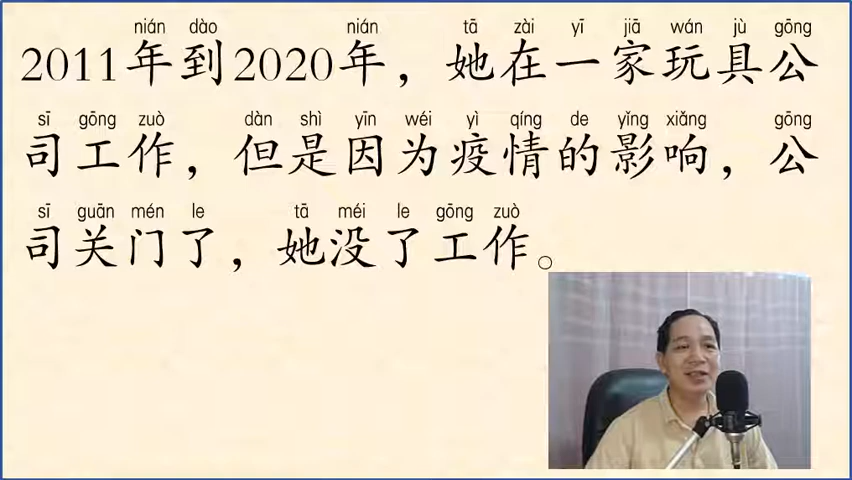 nián dào nián tā zài yī jiā wán jù gōng
2011年到2020年，她在一家玩具公
sī gōng zuò dàn shì yīn wéi yì qíng de yǐng xiǎng gōng
司工作，但是因为疫情的影响，公
sī guān mén le tā méi le gōng zuò
司关门了，她没了工作。